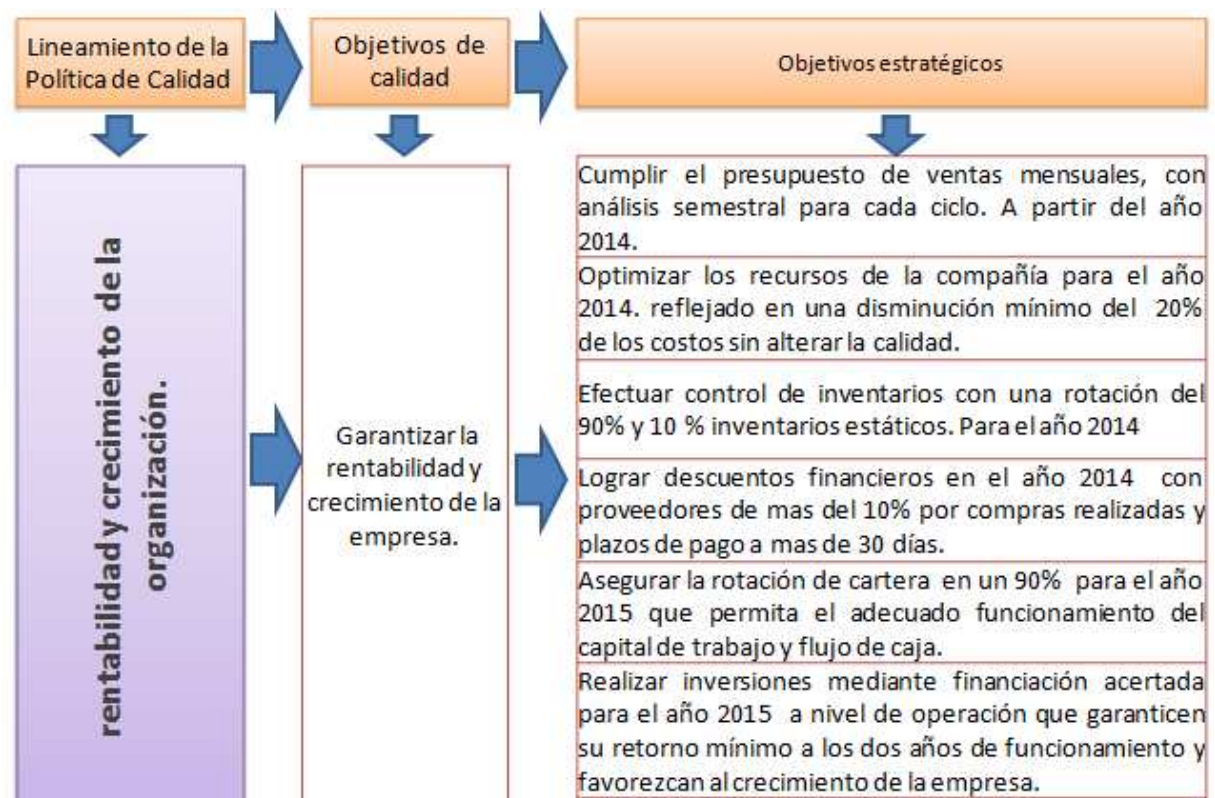 Lineamiento de la
Política de Calidad
Objetivos de
calidad
Objetivos estratégicos
rentabilidad y crecimiento de la
organización.
Garantizar la
rentabilidad y
crecimiento de la
empresa.
Cumplir el presupuesto de ventas mensuales, con
análisis semestral para cada ciclo. A partir del año
2014.
Optimizar los recursos de la compañía para el año
2014. reflejado en una disminución mínimo del 20%
de los costos sin alterar la calidad.
Efectuar control de inventarios con una rotación del
90% y 10 % inventarios estáticos. Para el año 2014
Lograr descuentos financieros en el año 2014 con
proveedores de mas del 10% por compras realizadas y
plazos de pago a mas de 30 días.
Asegurar la rotación de cartera en un 90% para el año
2015 que permita el adecuado funcionamiento del
capital de trabajo y flujo de caja.
Realizar inversiones mediante financiación acertada
para el año 2015 a nivel de operación que garanticen
su retorno mínimo a los dos años de funcionamiento y
favorezcan al crecimiento de la empresa.